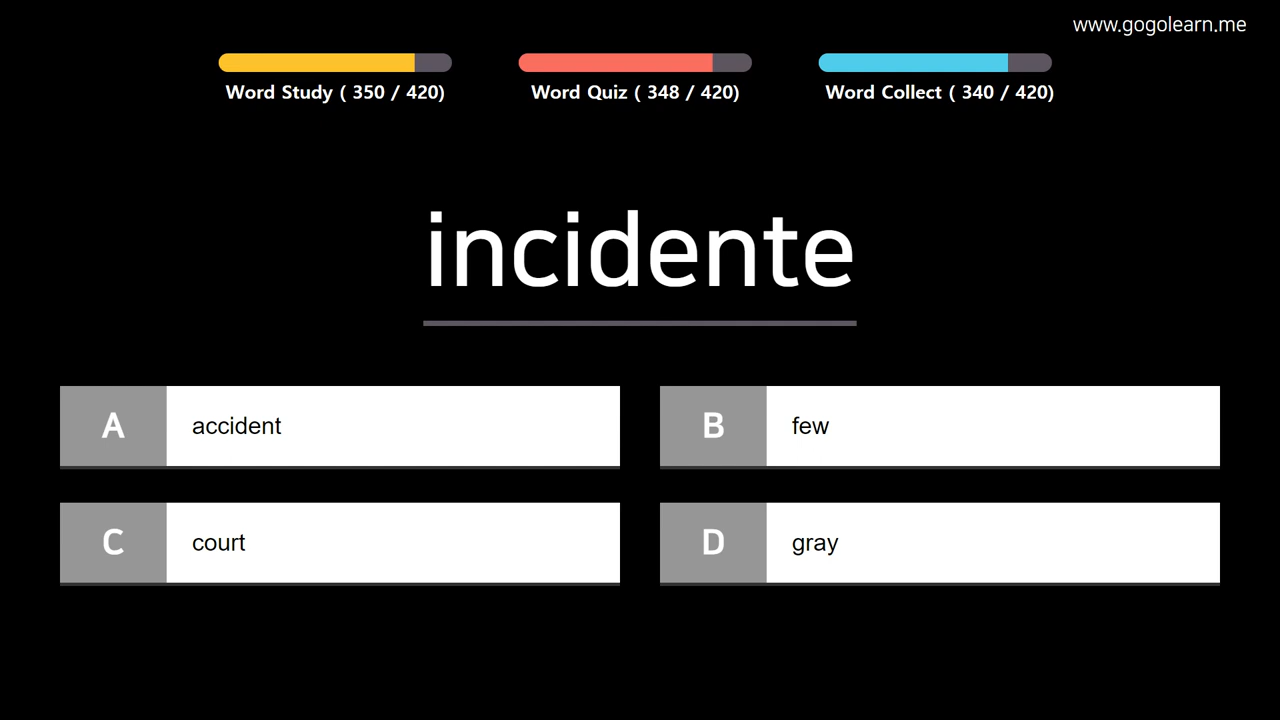 www.gogolearn.me
Word Study ( 350 / 420)
Word Quiz ( 348 / 420)
Word Collect ( 340 / 420)
incidente
A accident
B few
C court
D gray